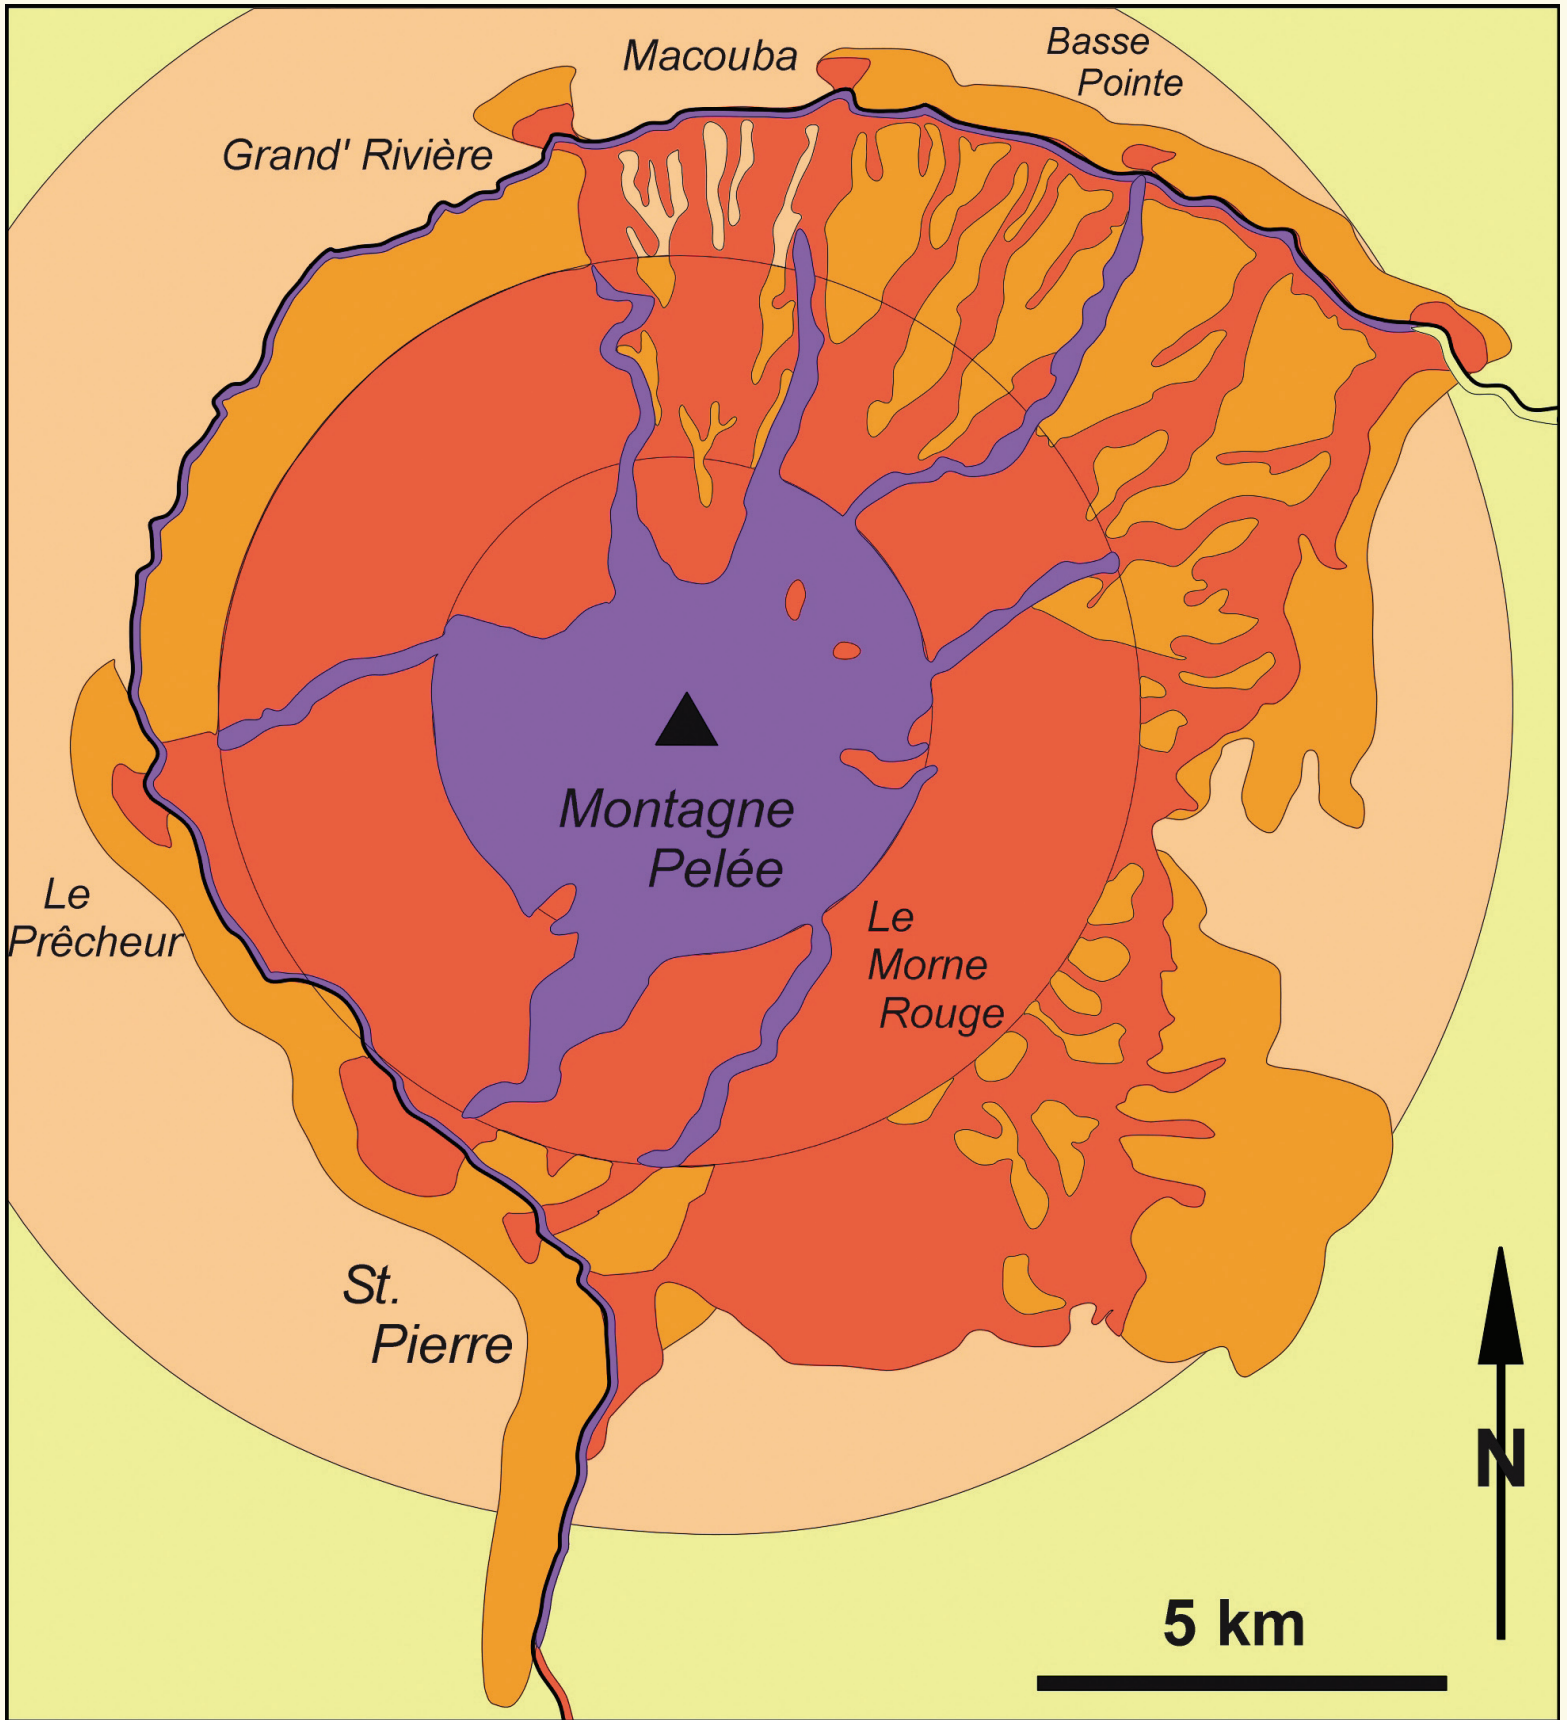 Macouba
Basse
Pointe
Grand' Rivière
Montagne
Pelée
Le
Prêcheur
Le
Morne
Rouge
St.
Pierre
N
5 km